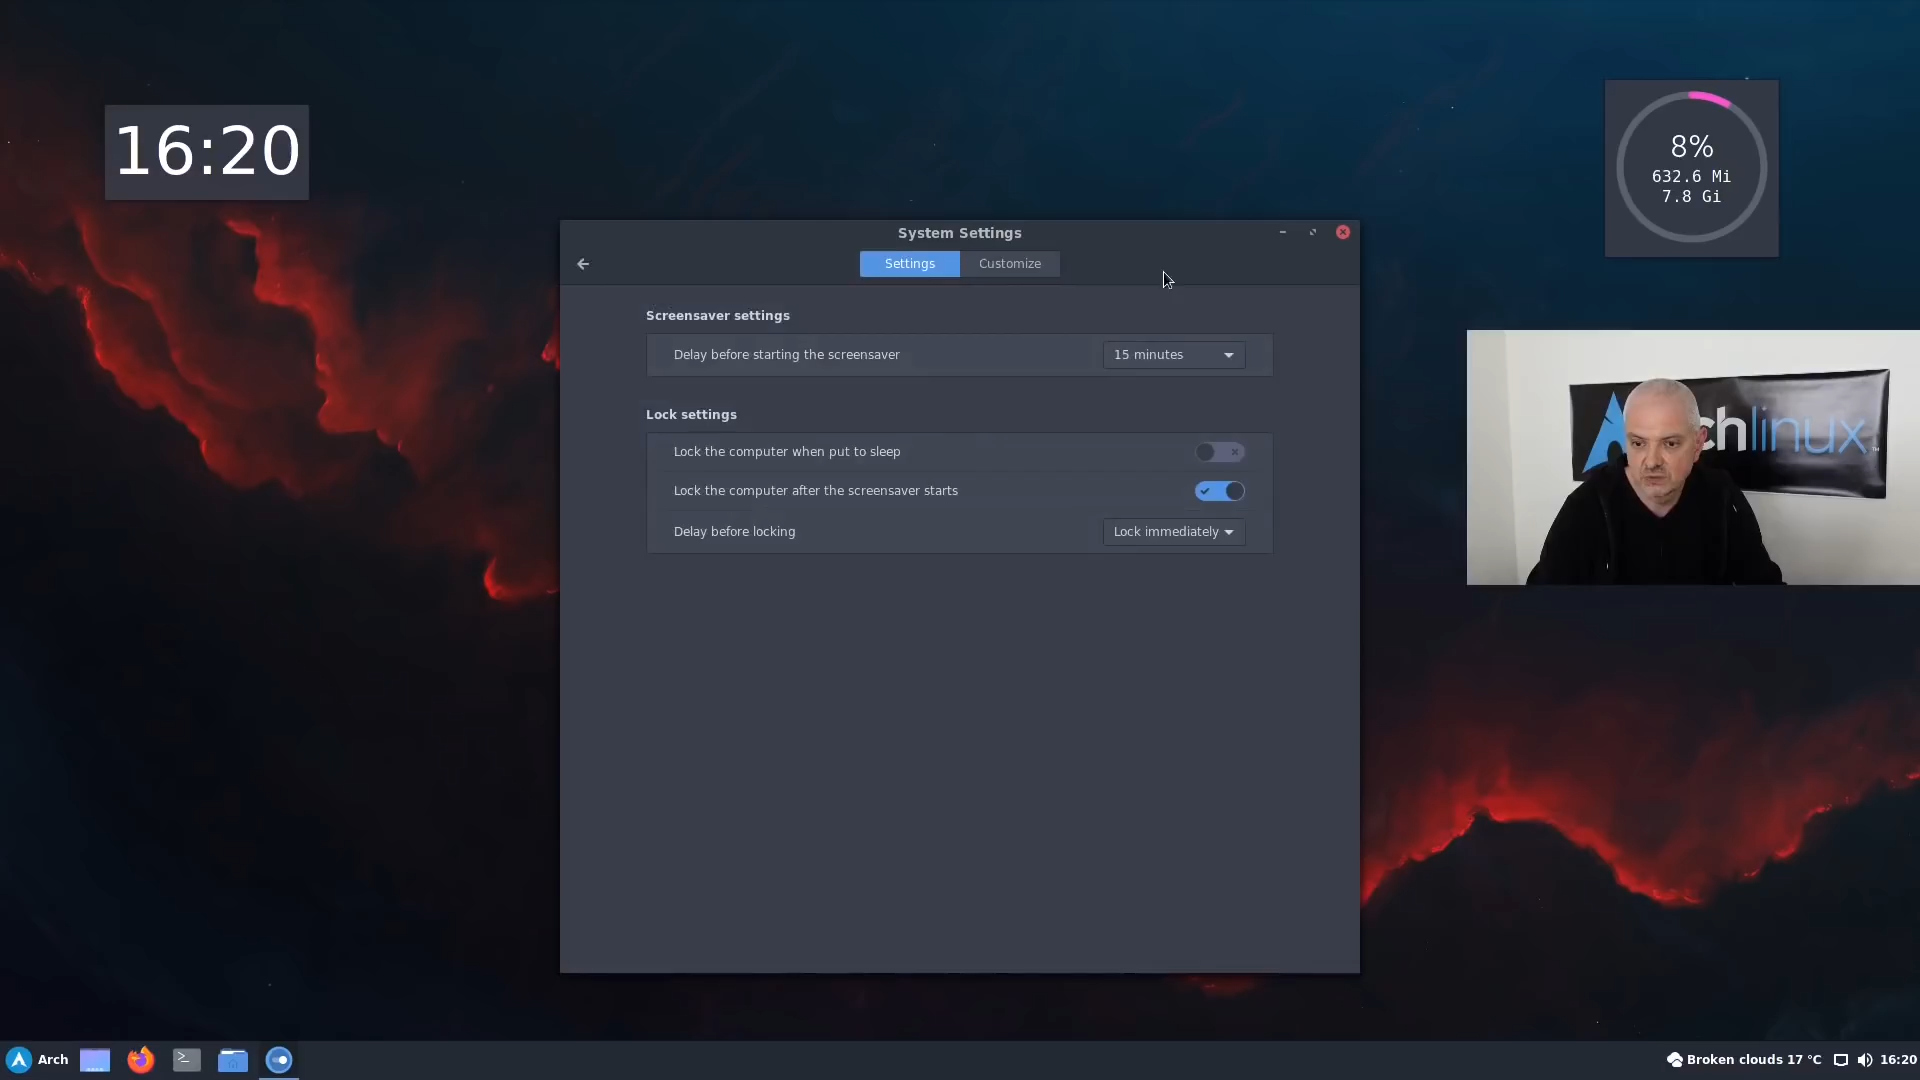 16:20
8%
632.6 Mi
7.8 Gi
System Settings
Settings
Customize
Screensaver settings
Delay before starting the screensaver
15 minutes
Lock settings
Lock the computer when put to sleep
Lock the computer after the screensaver starts
Delay before locking
Lock immediately
chlinux™
Arch
Broken clouds 17 °C
16:20